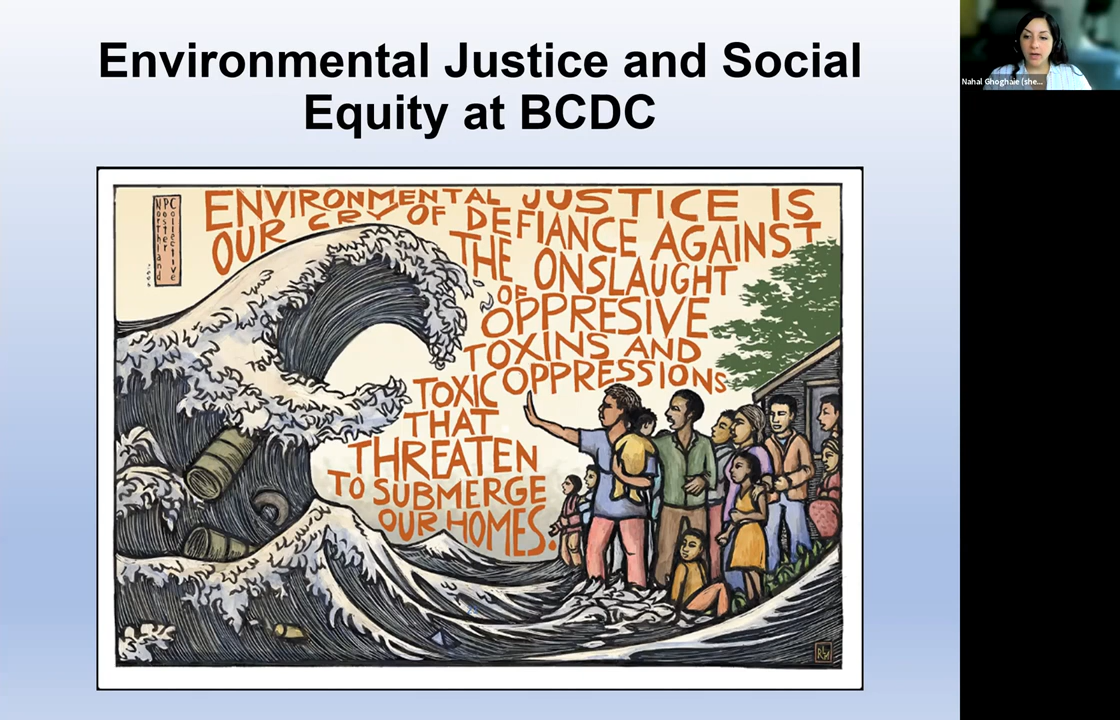 Environmental Justice and Social
Equity at BCDC
Nahal Ghoghaie (she...
Northland
Poster
Collective
ENVIRONMENTAL JUSTICE IS
OUR CRY OF DEFIANCE AGAINST
THE ONSLAUGHT
OF
OPPRESIVE
TOXINS AND
TOXIC OPPRESSIONS
THAT
THREATEN
TO SUBMERGE
OUR HOMES.